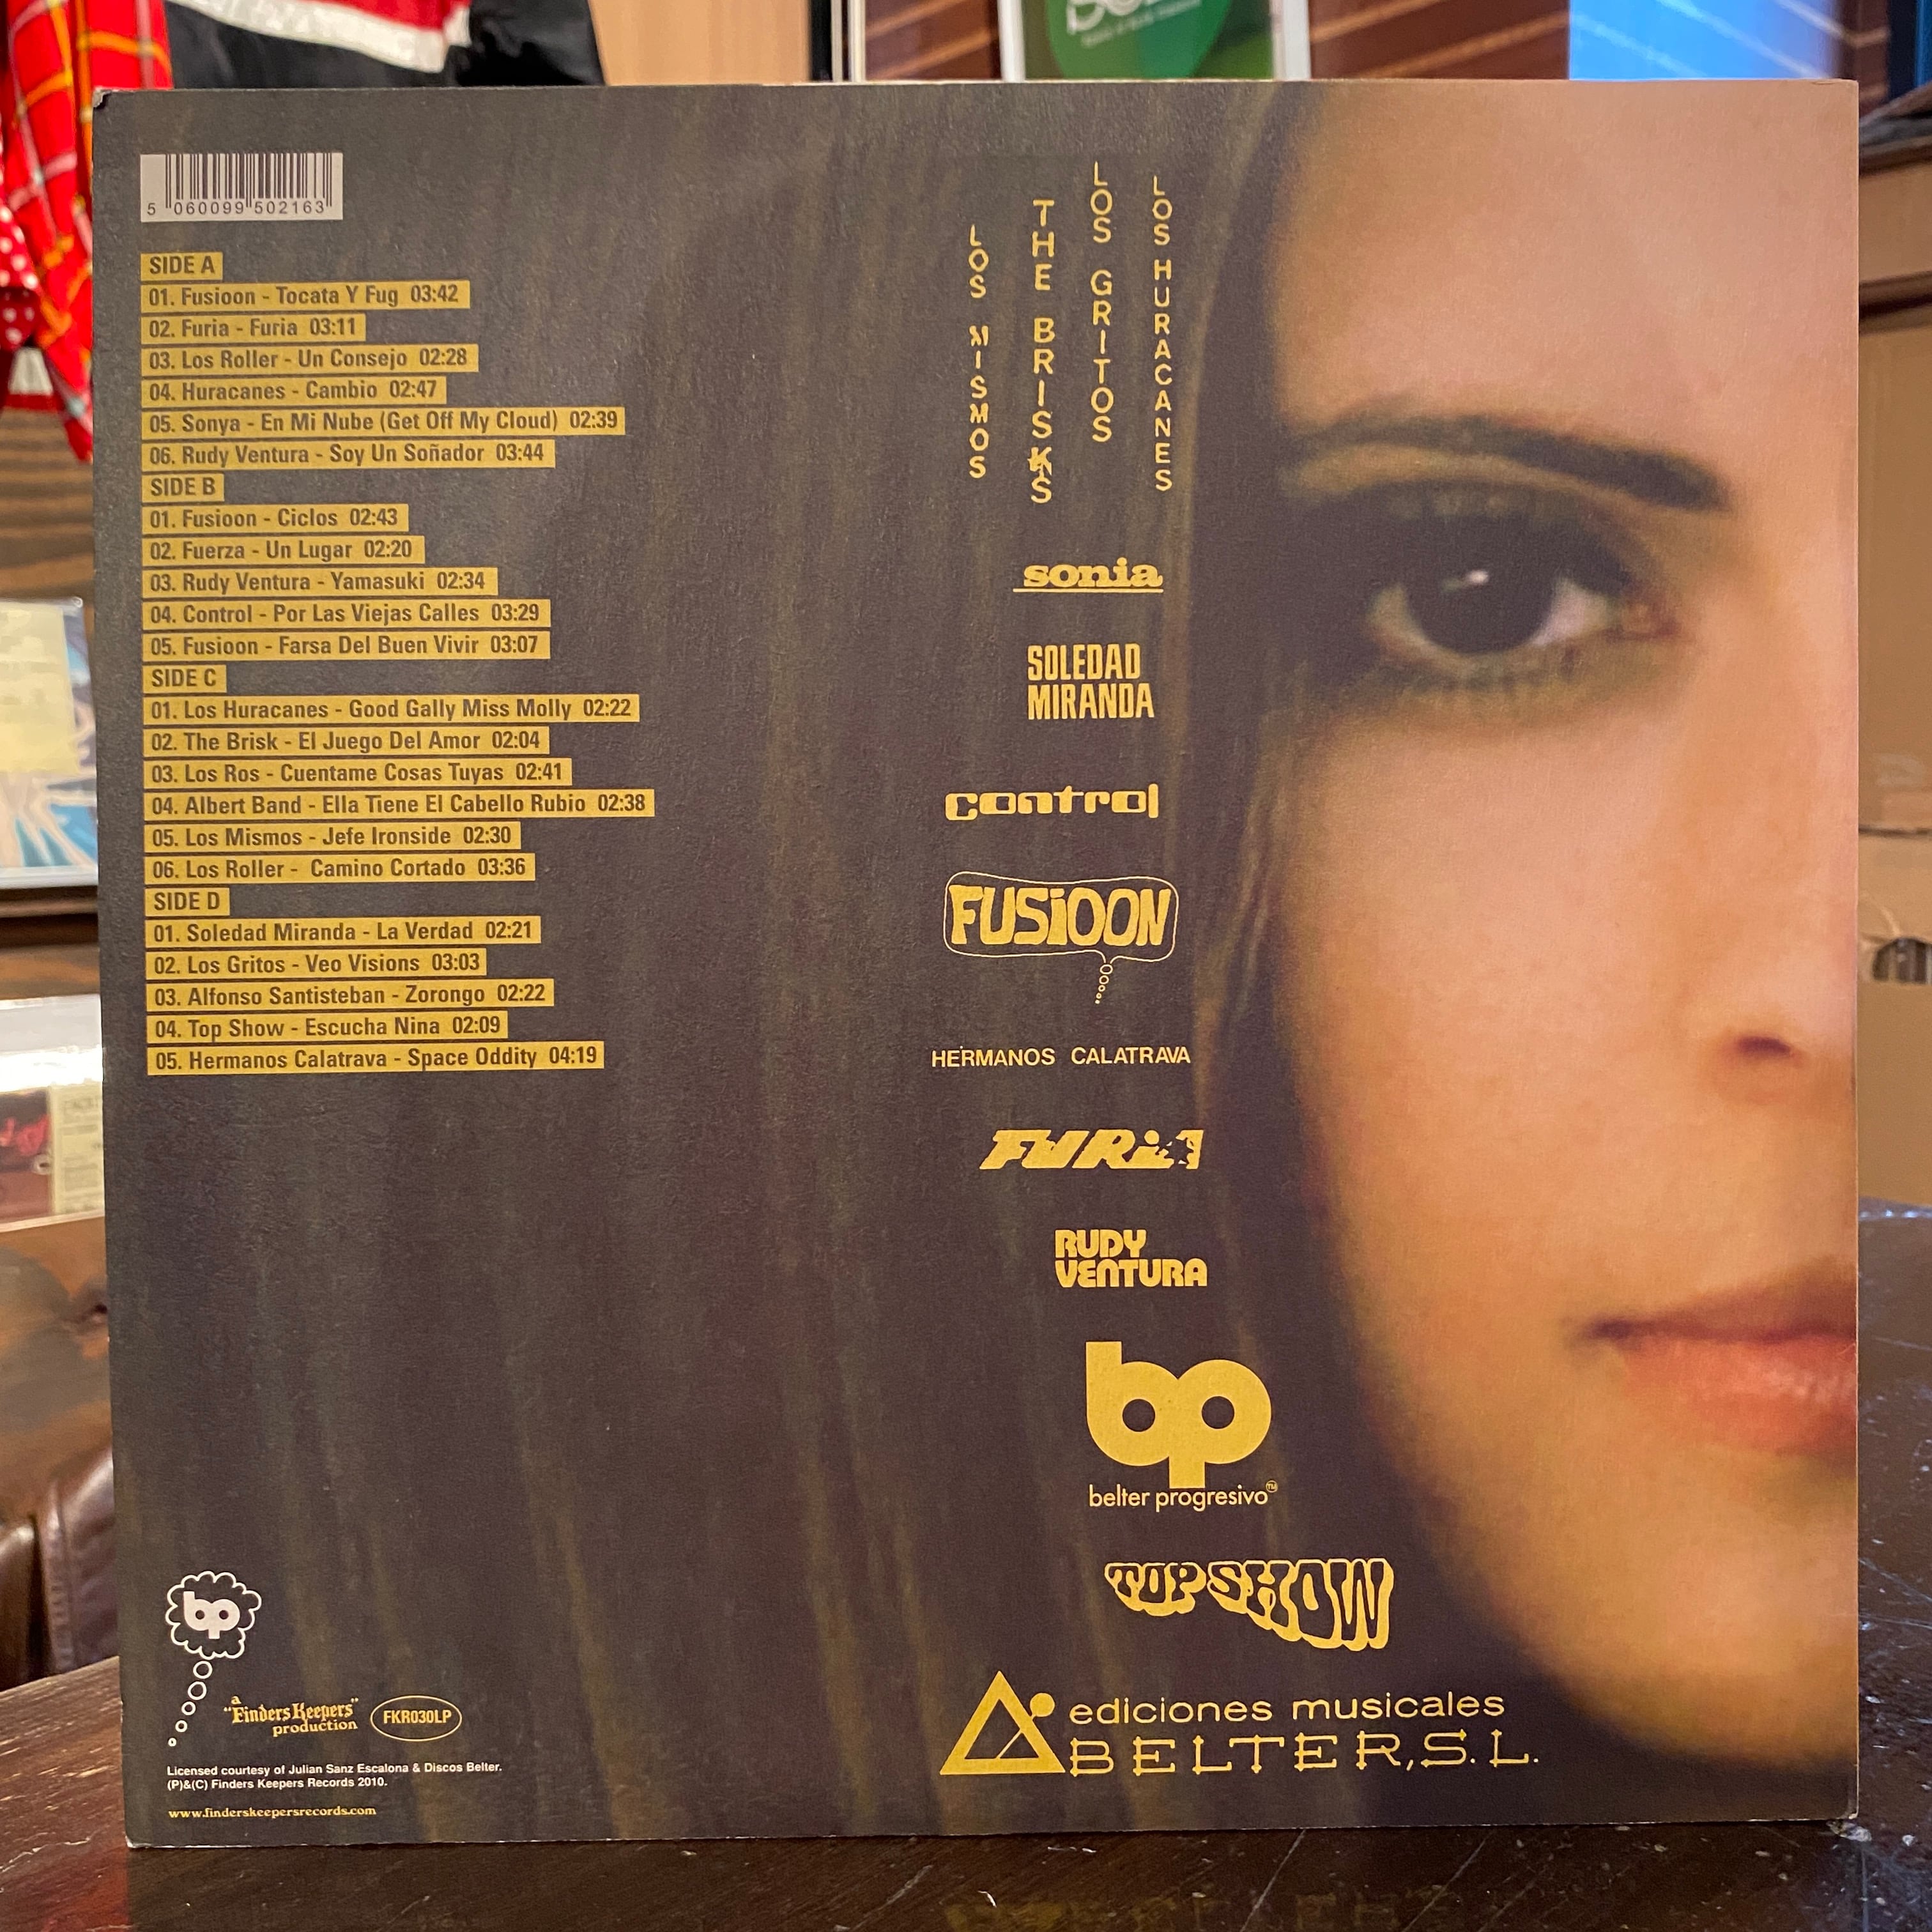 5 060099 502163
SIDE A
01. Fusioon - Tocata Y Fug 03:42
02. Furia - Furia 03:11
03. Los Roller - Un Consejo 02:28
04. Huracanes - Cambio 02:47
05. Sonya - En Mi Nube (Get Off My Cloud) 02:39
06. Rudy Ventura - Soy Un Soñador 03:44
SIDE B
01. Fusioon - Ciclos 02:43
02. Fuerza - Un Lugar 02:20
03. Rudy Ventura - Yamasuki 02:34
04. Control - Por Las Viejas Calles 03:29
05. Fusioon - Farsa Del Buen Vivir 03:07
SIDE C
01. Los Huracanes - Good Gally Miss Molly 02:22
02. The Brisk - El Juego Del Amor 02:04
03. Los Ros - Cuentame Cosas Tuyas 02:41
04. Albert Band - Ella Tiene El Cabello Rubio 02:38
05. Los Mismos - Jefe Ironside 02:30
06. Los Roller - Camino Cortado 03:36
SIDE D
01. Soledad Miranda - La Verdad 02:21
02. Los Gritos - Veo Visions 03:03
03. Alfonso Santisteban - Zorongo 02:22
04. Top Show - Escucha Nina 02:09
05. Hermanos Calatrava - Space Oddity 04:19
LOS MISMOS
THE BRISKS
LOS GRITOS
LOS HURACANES
sonia
SOLEDAD
MIRANDA
control
FUSiOON
HERMANOS CALATRAVA
FURiA
RUDY
VENTURA
bp
belter progresivo™
TOP SHOW
ediciones musicales
BELTER, S. L.
bp
a
"Finders Keepers"
production
FKR030LP
Licensed courtesy of Julian Sanz Escalona & Discos Belter.
(P)&(C) Finders Keepers Records 2010.
www.finderskeepersrecords.com